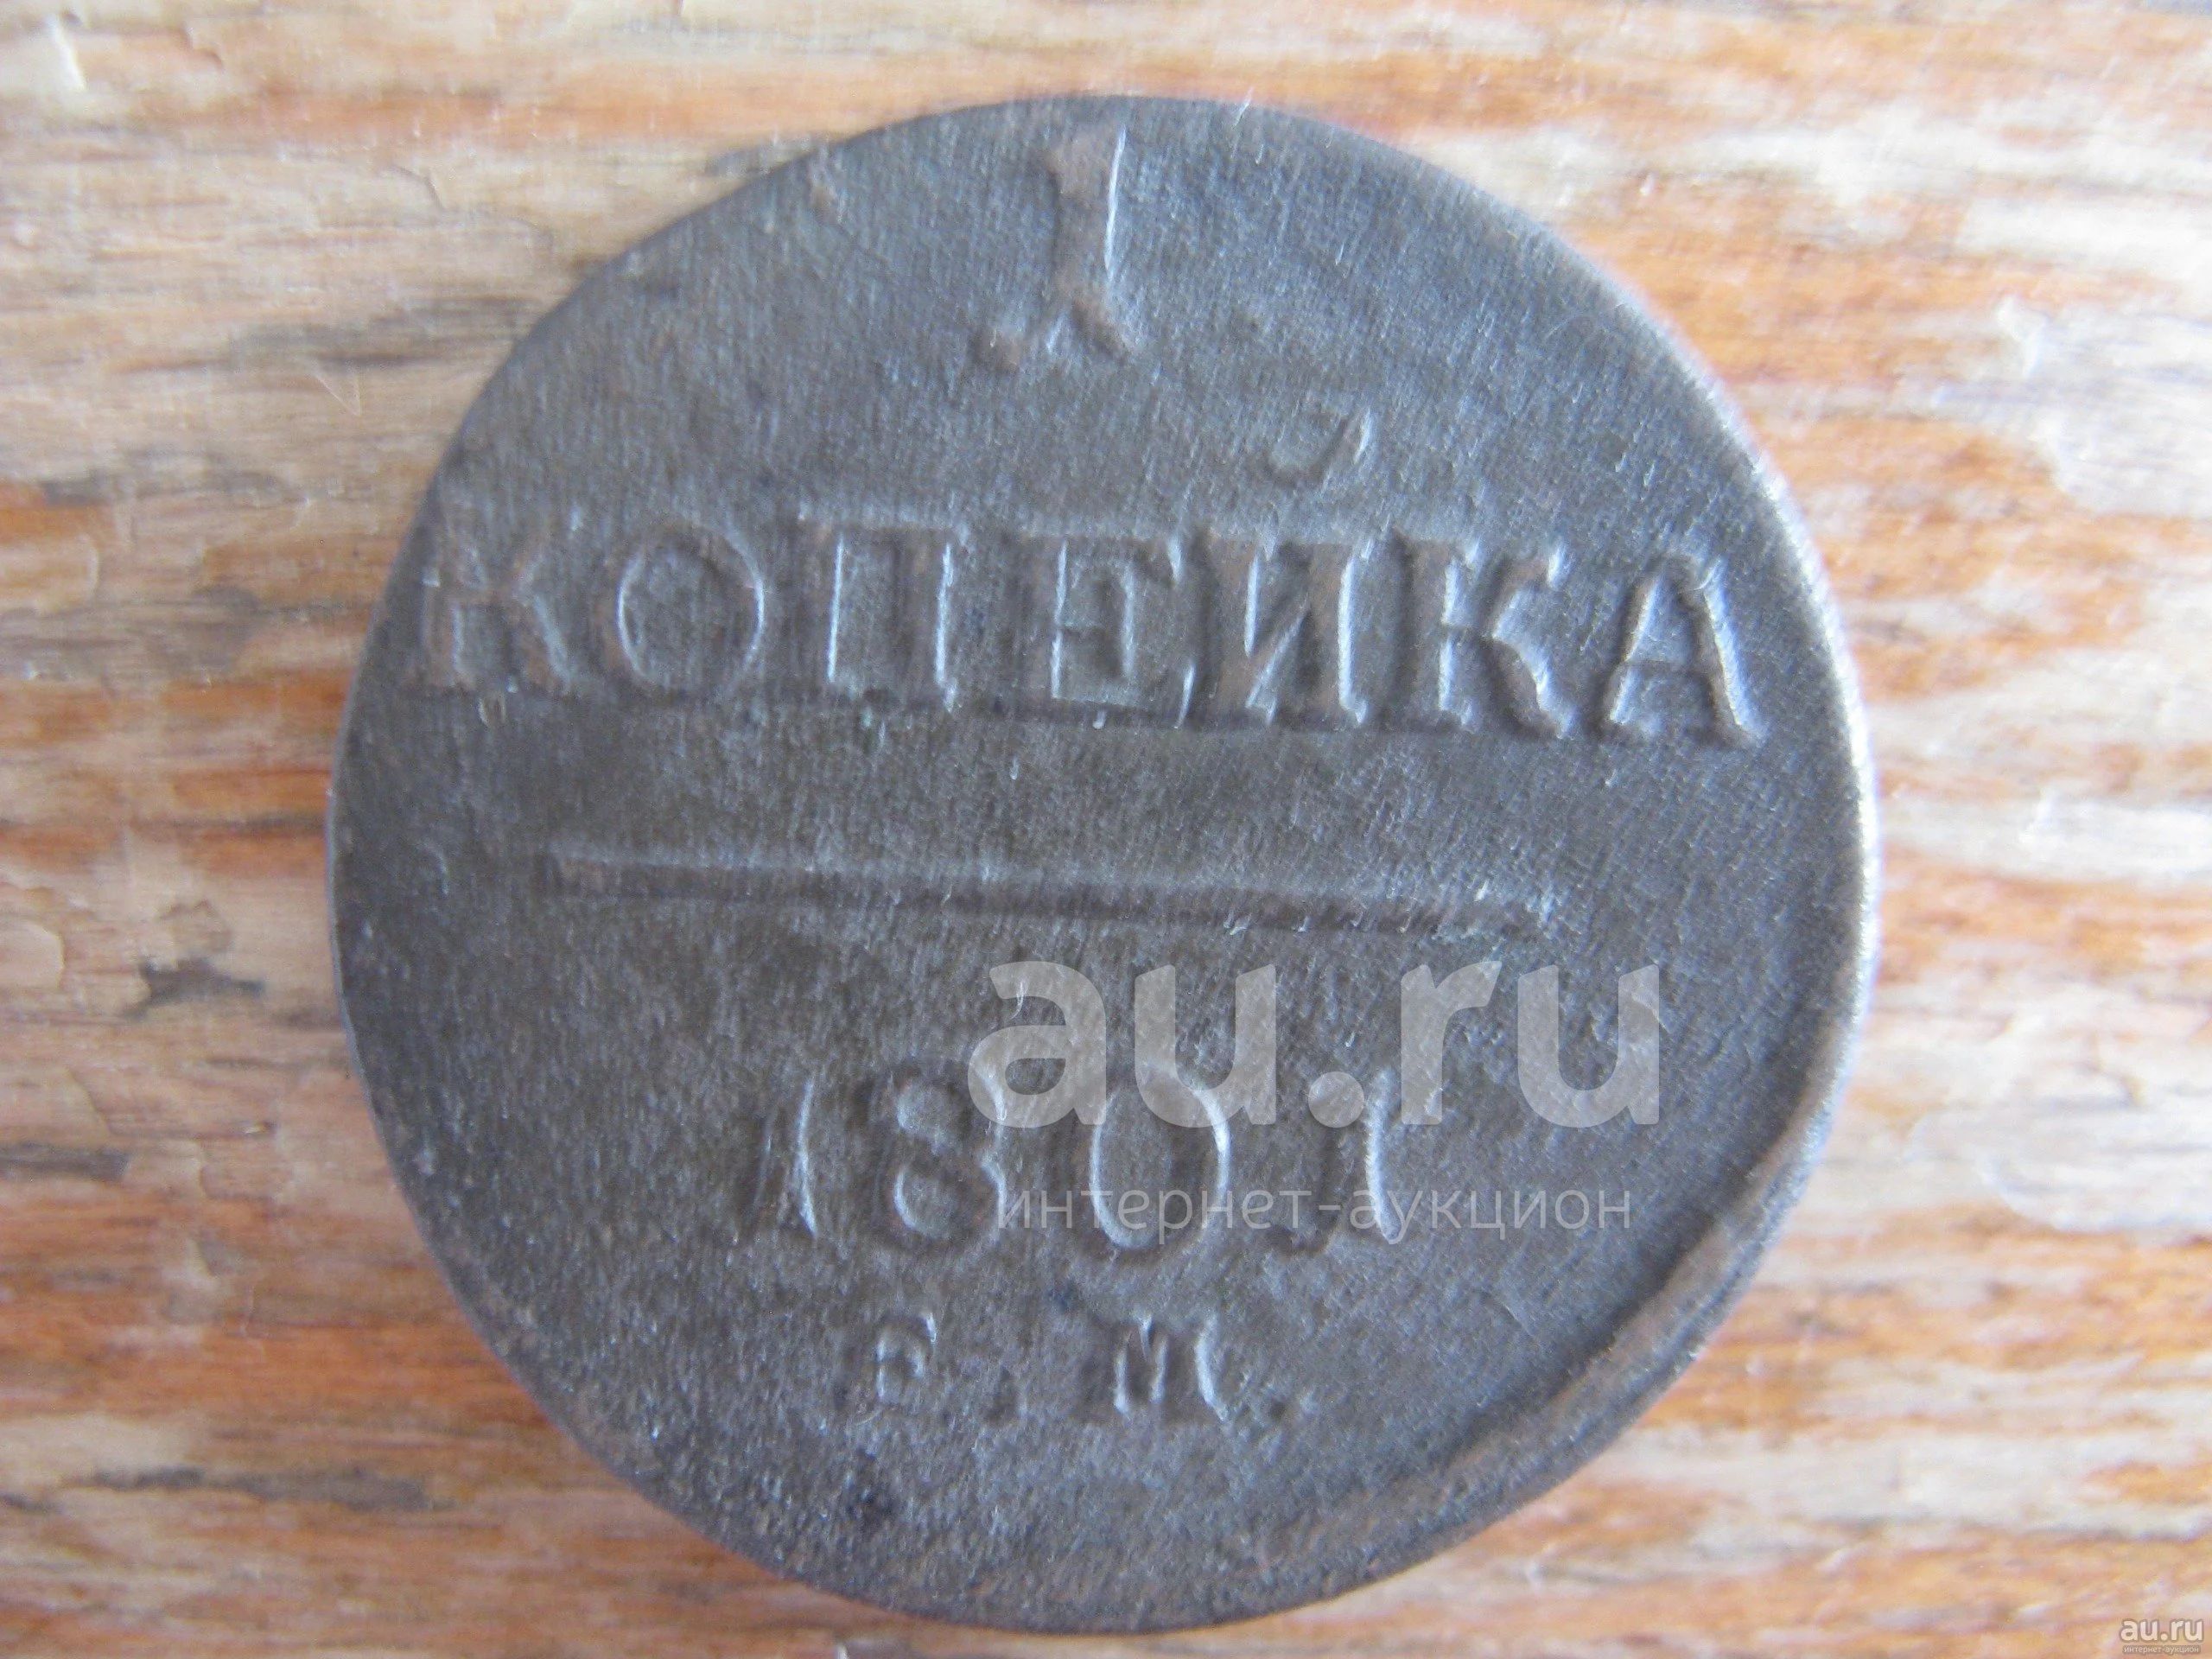 1
КОПЕЙКА
1801
Е.М.
au.ru
интернет-аукцион
au.ru
интернет-аукцион